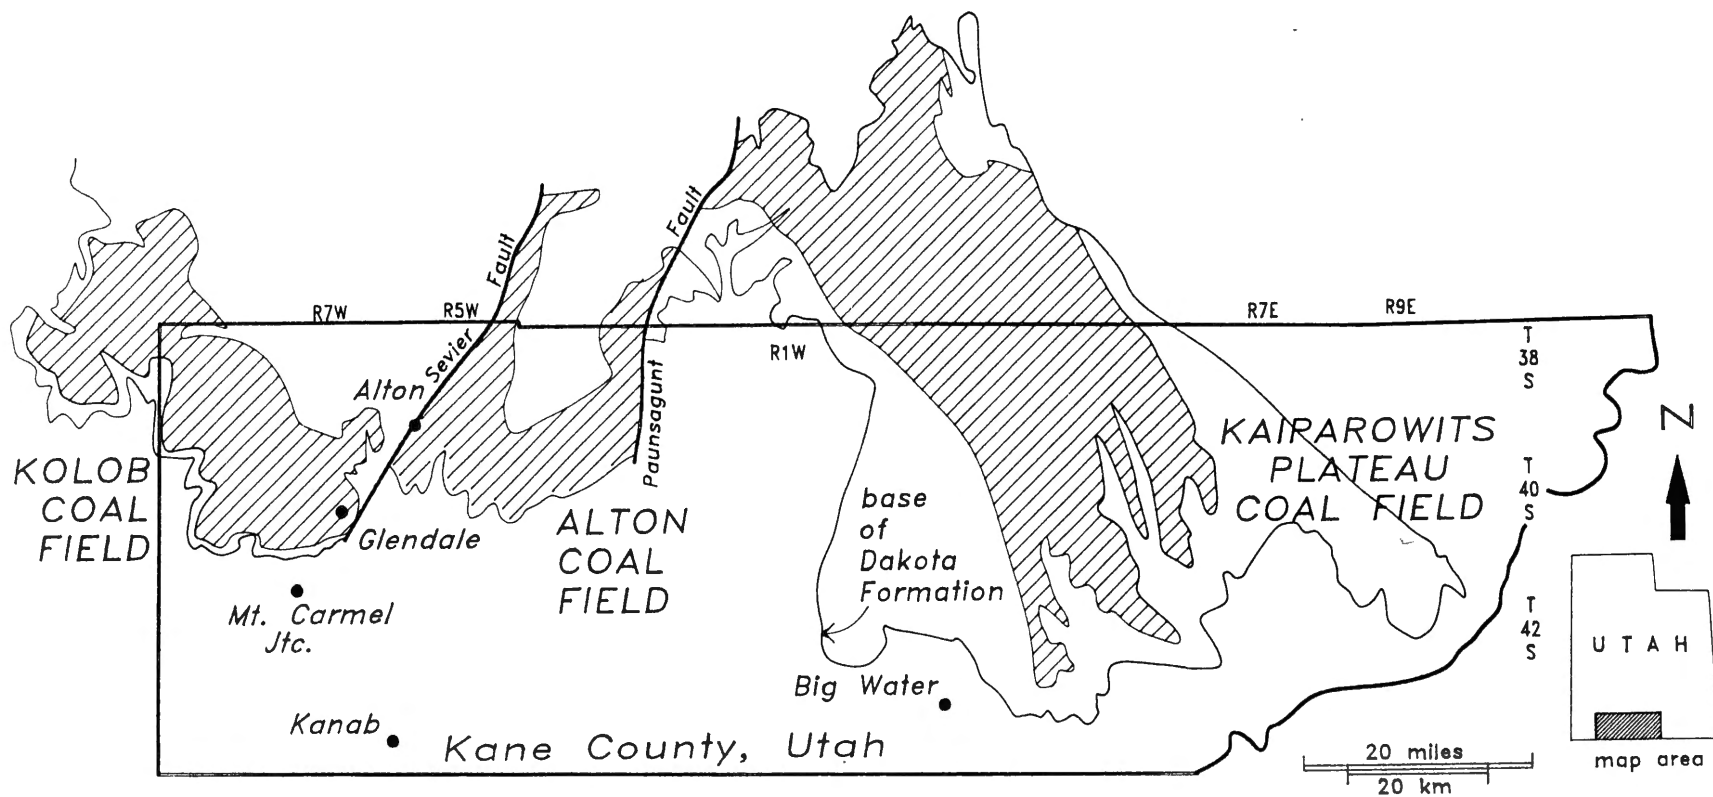 R7W
R5W
R7E
R9E
R1W
Fault
Sevier
Fault
Paunsagunt
Alton
T
38
S
KAIPAROWITS
PLATEAU
COAL FIELD
T
40
S
N
KOLOB
COAL
FIELD
Glendale
ALTON
COAL
FIELD
base
of
Dakota
Formation
Mt. Carmel
Jtc.
T
42
S
UTAH
Big Water
Kanab
Kane County, Utah
20 miles
20 km
map area